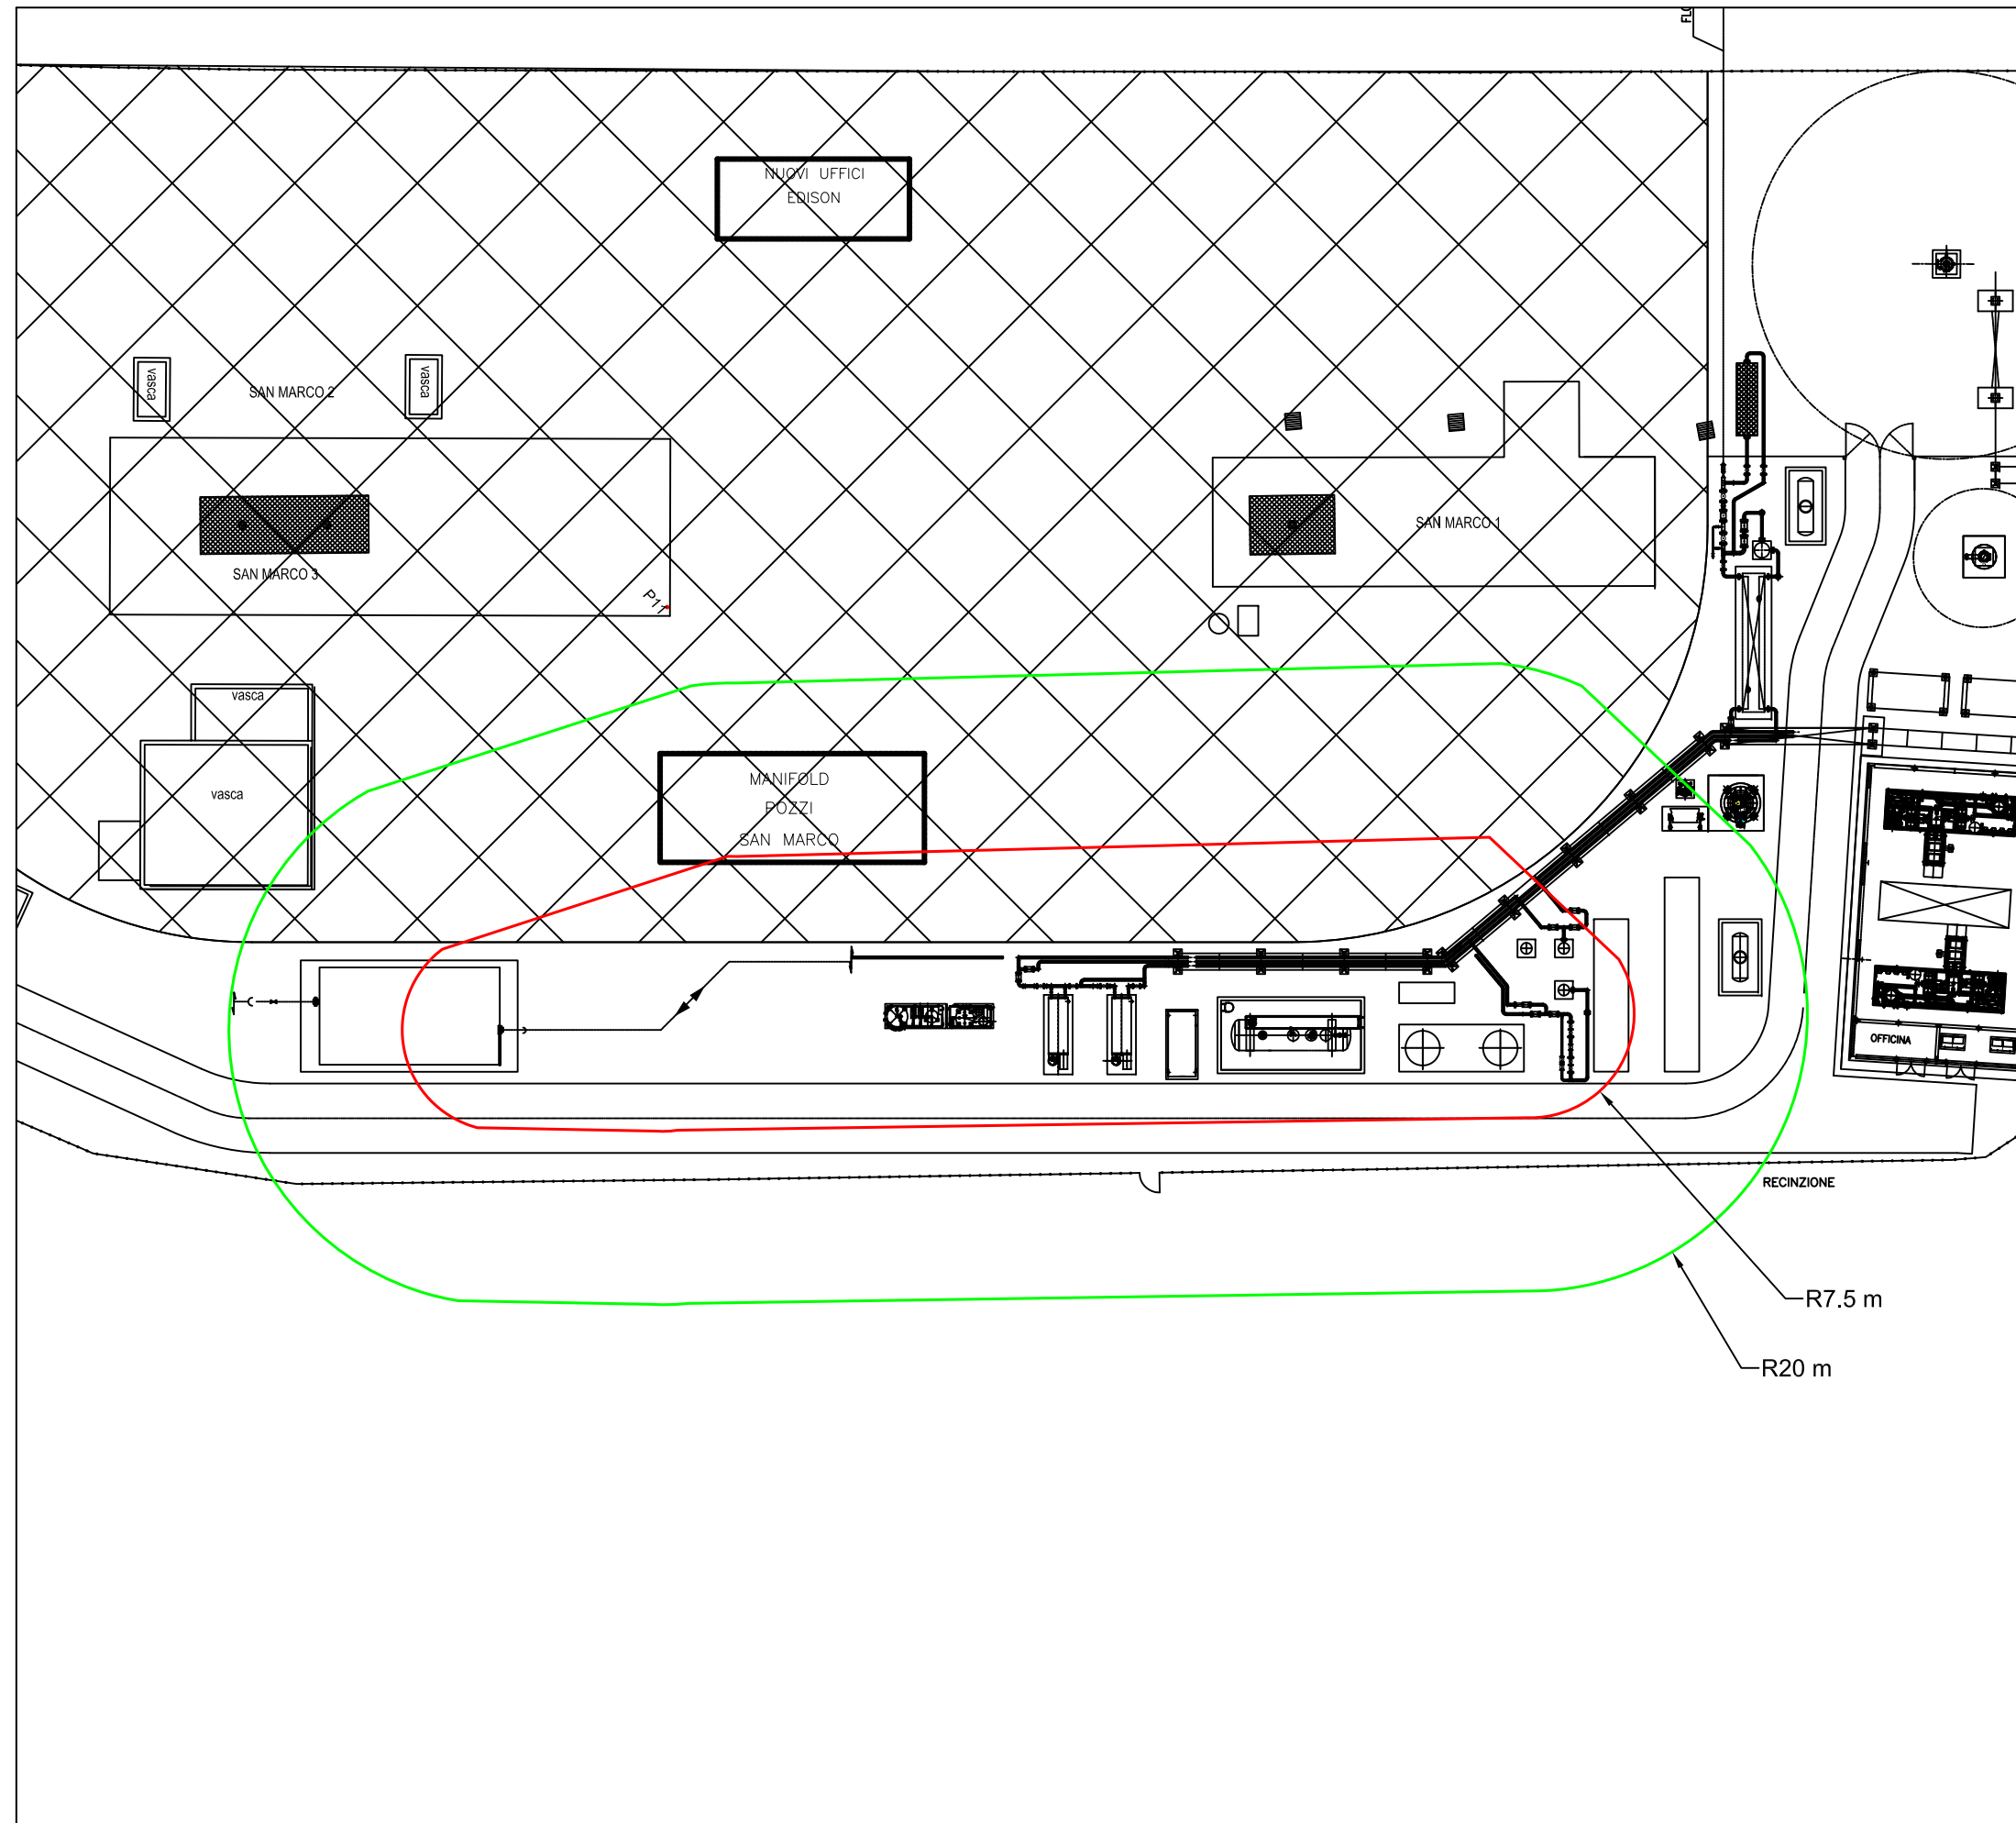 NUOVI UFFICI
EDISON
vasca
SAN MARCO 2
vasca
SAN MARCO 1
SAN MARCO 3
P11
vasca
vasca
MANIFOLD
POZZI
SAN MARCO
OFFICINA
RECINZIONE
R7.5 m
R20 m